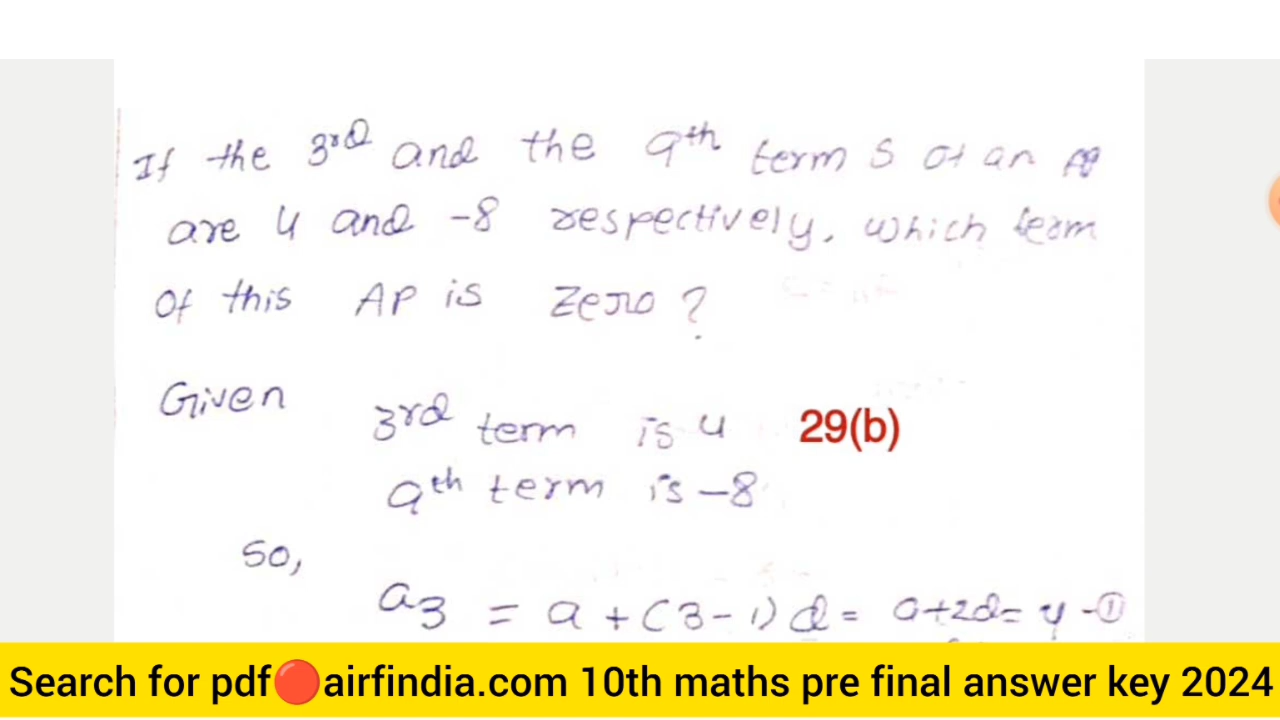 If the 3rd and the 9th terms of an AP
are 4 and -8 respectively, which term
Of this AP is Zero?
Given
3rd term is 4
29(b)
9th term is -8
So,
a3 = a + (3-1)d = a+2d= 4 -①
Search for pdf🔴airfindia.com 10th maths pre final answer key 2024